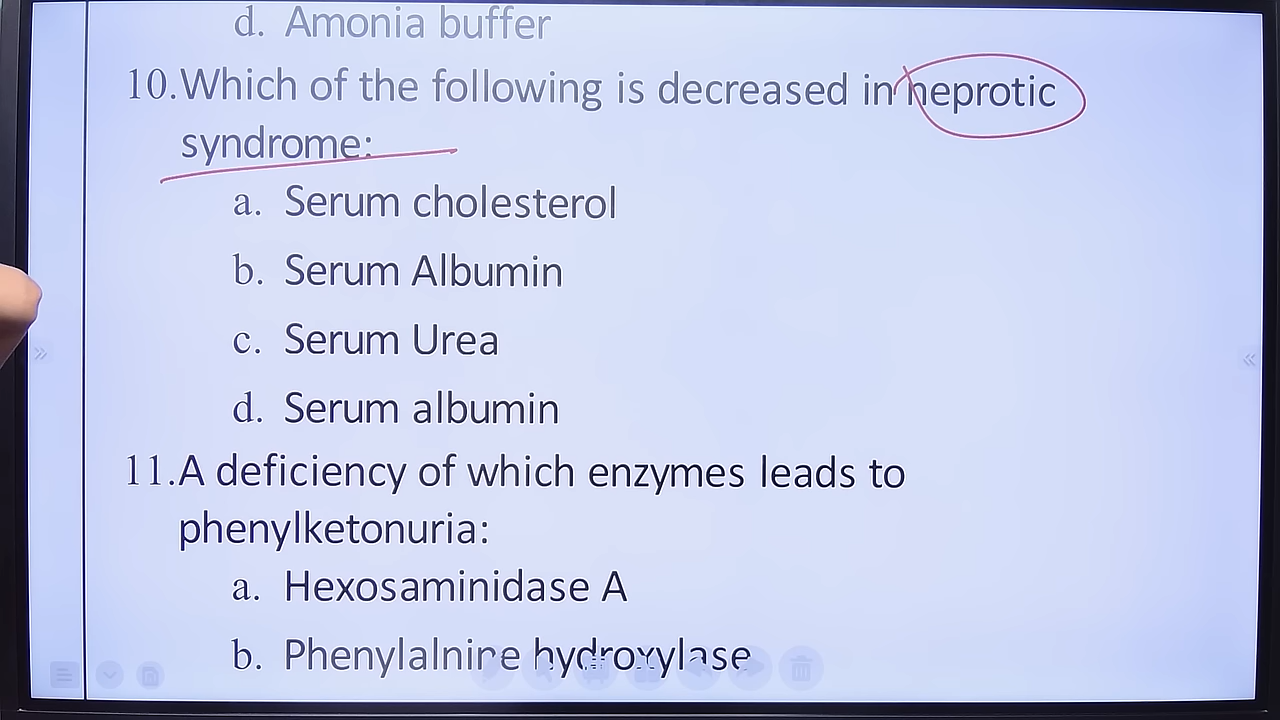 d. Amonia buffer
10.Which of the following is decreased in neprotic
syndrome:
a. Serum cholesterol
b. Serum Albumin
c. Serum Urea
d. Serum albumin
11.A deficiency of which enzymes leads to
phenylketonuria:
a. Hexosaminidase A
b. Phenylalnine hydroxylase